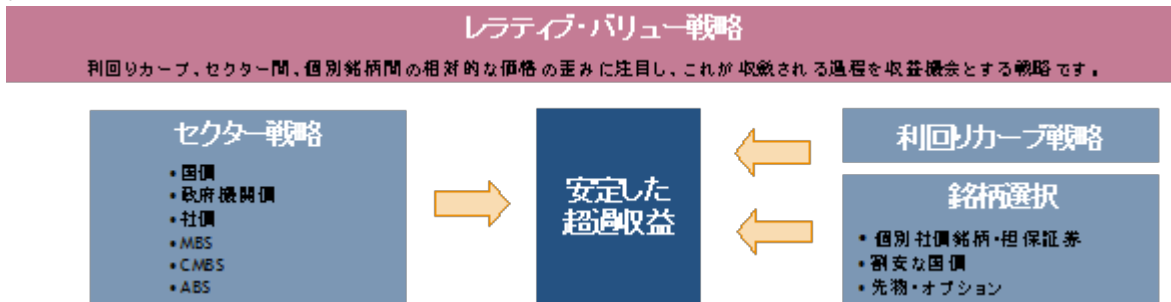 レラティブ・バリュー戦略
利回りカーブ、セクター間、個別銘柄間の相対的な価格の歪みに注目し、これが収斂される過程を収益機会とする戦略です。
セクター戦略
• 国債
• 政府機関債
• 社債
• MBS
• CMBS
• ABS
安定した
超過収益
利回りカーブ戦略
銘柄選択
• 個別社債銘柄・担保証券
• 割安な国債
• 先物・オプション